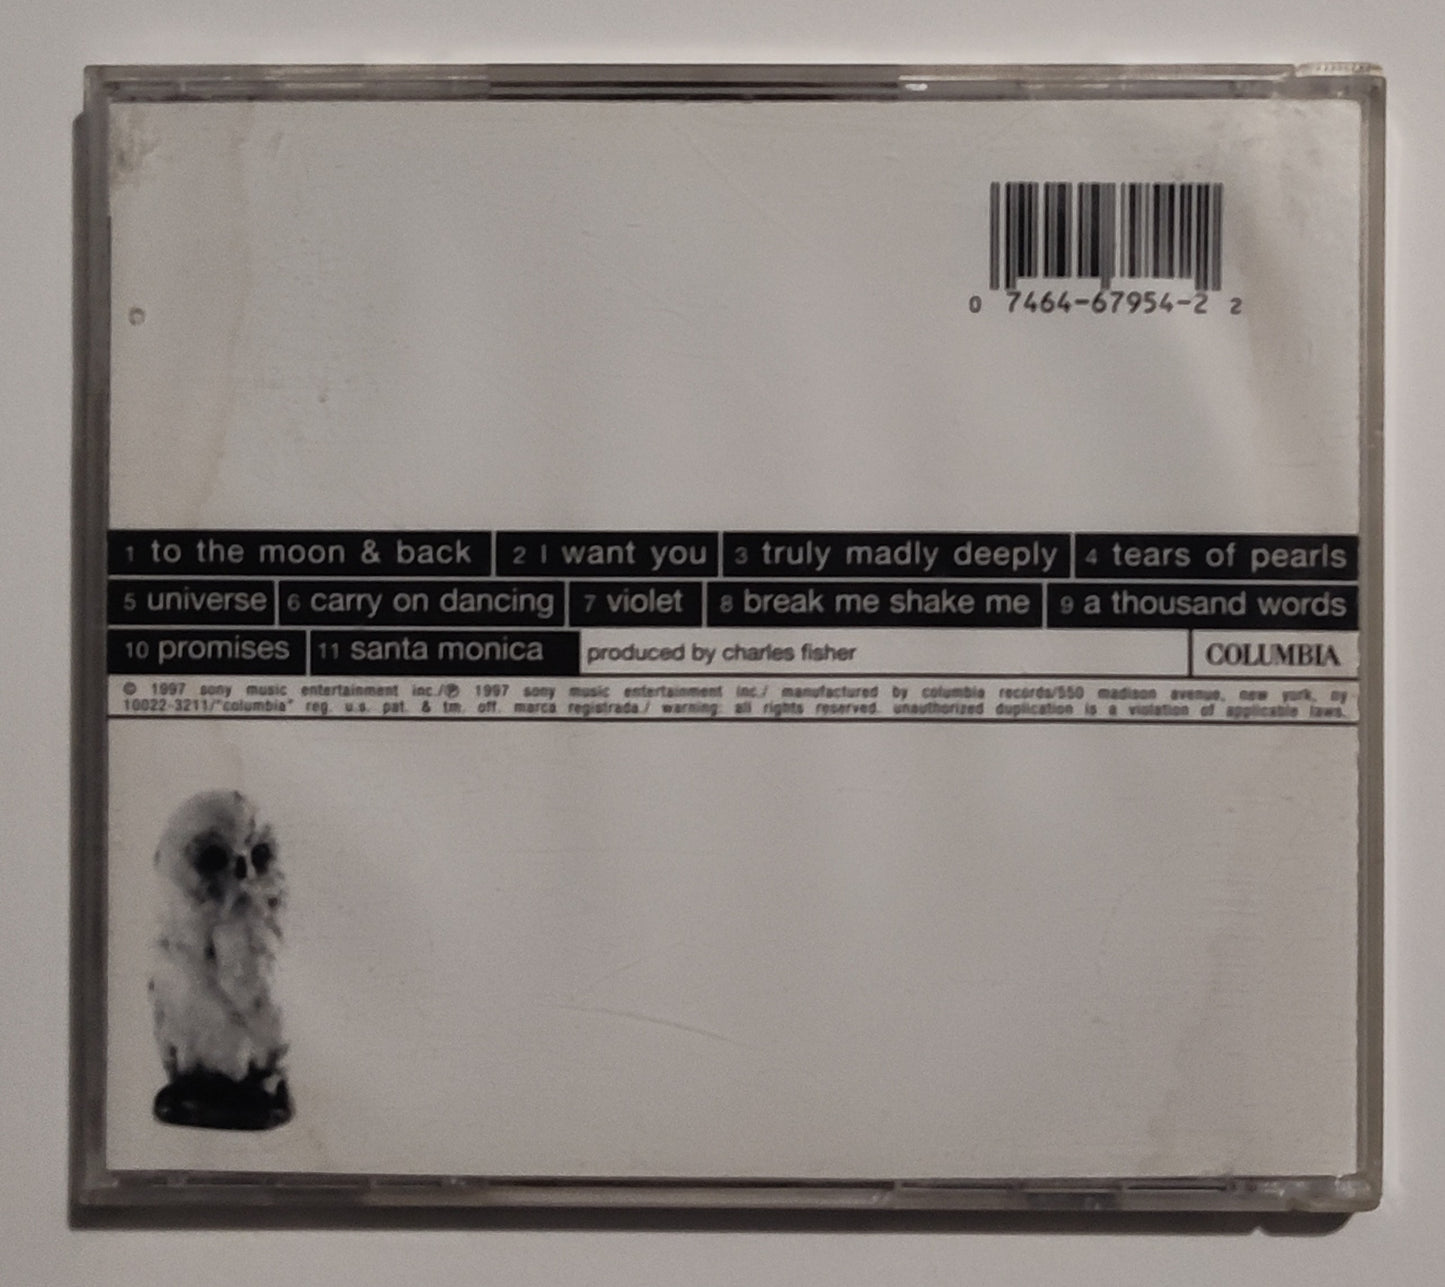 0 7464-67954-2 2
1 to the moon & back 2 I want you 3 truly madly deeply 4 tears of pearls
5 universe 6 carry on dancing 7 violet 8 break me shake me 9 a thousand words
10 promises 11 santa monica produced by charles fisher COLUMBIA
© 1997 sony music entertainment inc./℗ 1997 sony music entertainment inc./ manufactured by columbia records/550 madison avenue, new york, ny
10022-3211/"columbia" reg. u.s. pat. & tm. off. marca registrada./ warning: all rights reserved. unauthorized duplication is a violation of applicable laws.